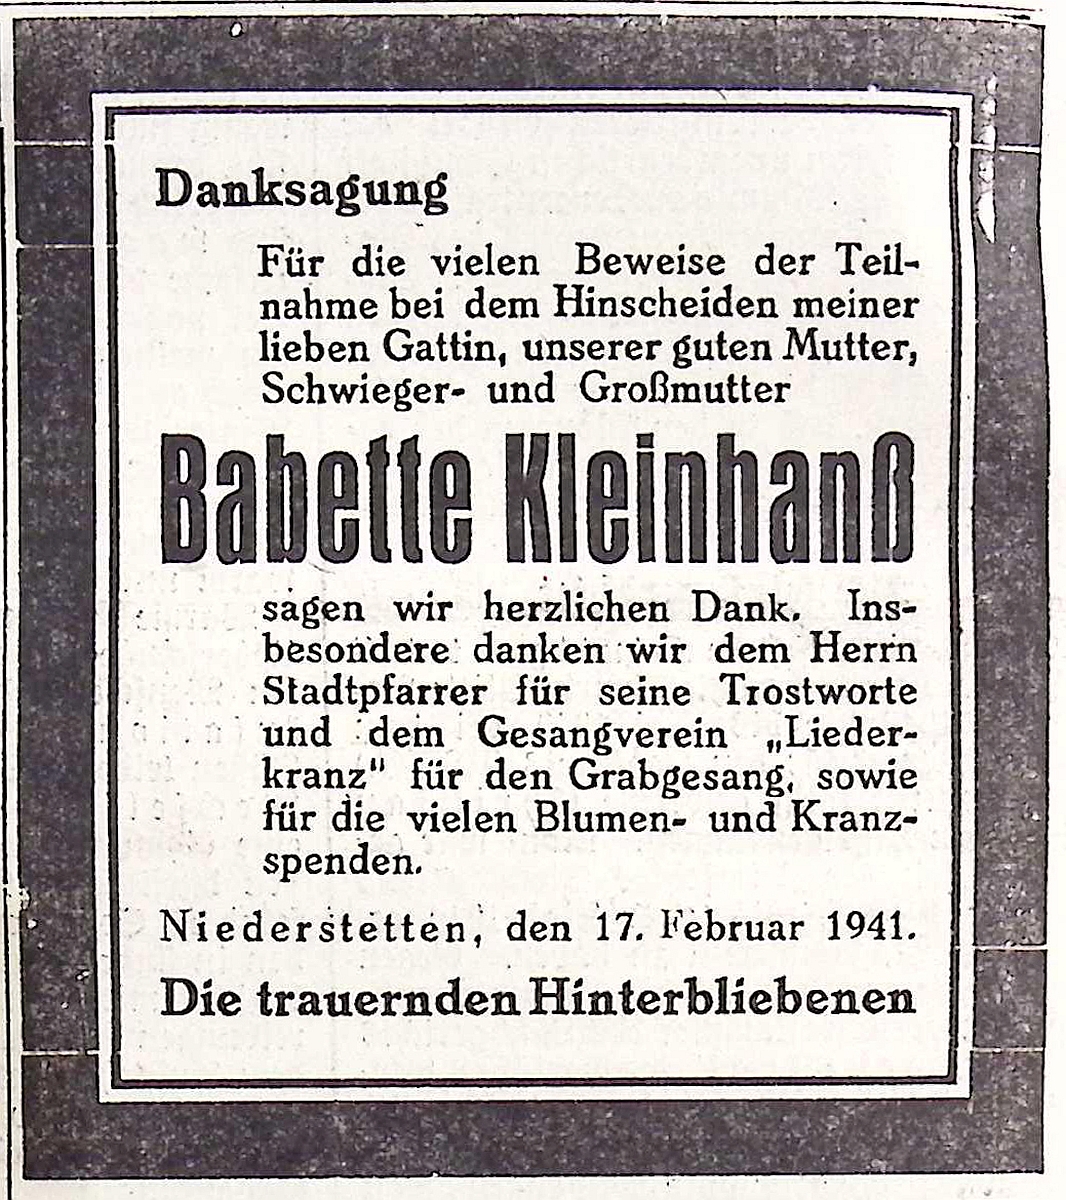 Danksagung
Für die vielen Beweise der Teil-
nahme bei dem Hinscheiden meiner
lieben Gattin, unserer guten Mutter,
Schwieger- und Großmutter
Babette Kleinhanß
sagen wir herzlichen Dank. Ins-
besondere danken wir dem Herrn
Stadtpfarrer für seine Trostworte
und dem Gesangverein „Lieder-
kranz" für den Grabgesang, sowie
für die vielen Blumen- und Kranz-
spenden.
Niederstetten, den 17. Februar 1941.
Die trauernden Hinterbliebenen